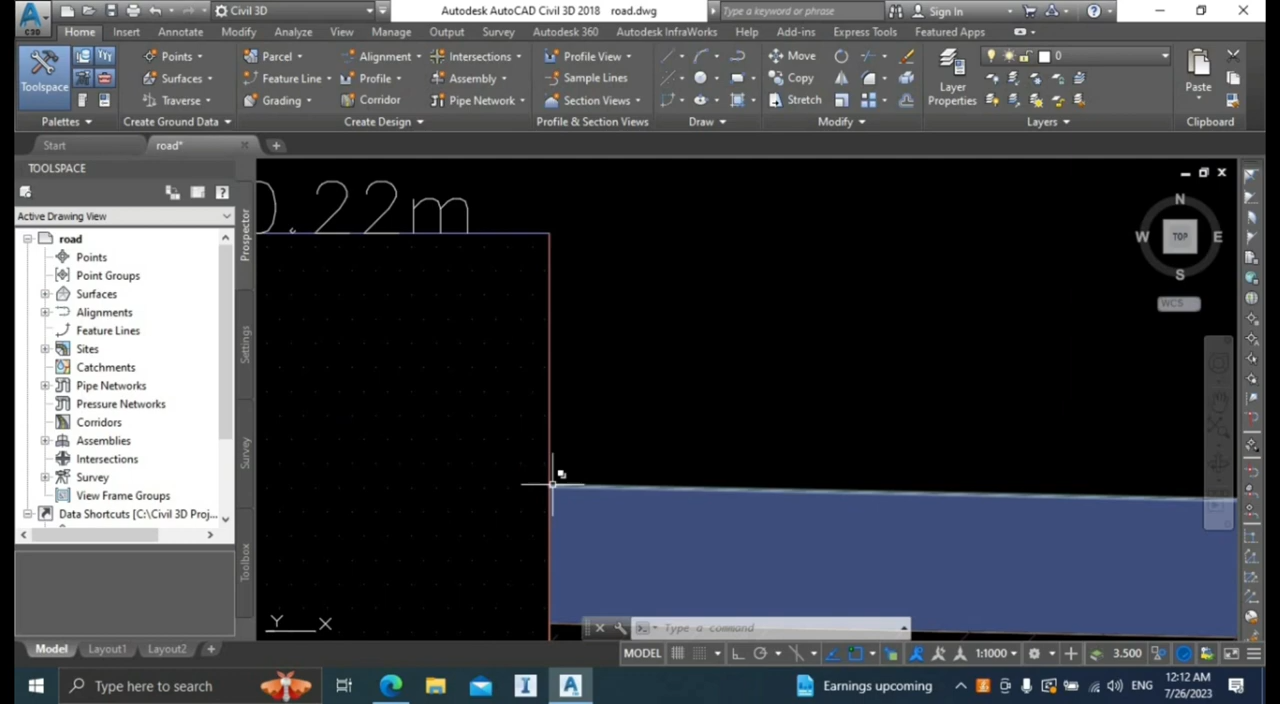 Civil 3D
Autodesk AutoCAD Civil 3D 2018 road.dwg
Type a keyword or phrase
Sign In
C3D
Home Insert Annotate Modify Analyze View Manage Output Survey Autodesk 360 Autodesk InfraWorks Help Add-ins Express Tools Featured Apps
Toolspace
Points
Surfaces
Traverse
Parcel
Feature Line
Grading
Alignment
Profile
Corridor
Intersections
Assembly
Pipe Network
Profile View
Sample Lines
Section Views
Move
Copy
Stretch
Layer
Properties
0
Paste
Palettes Create Ground Data Create Design Profile & Section Views Draw Modify Layers Clipboard
Start road*
TOOLSPACE
Active Drawing View
road
Points
Point Groups
Surfaces
Alignments
Feature Lines
Sites
Catchments
Pipe Networks
Pressure Networks
Corridors
Assemblies
Intersections
Survey
View Frame Groups
Data Shortcuts [C:\Civil 3D Proj...
Prospector
Settings
Survey
Toolbox
0.22m
N
W TOP E
S
WCS
Y X
Type a command
Model Layout1 Layout2
MODEL 1:1000 3.500
Type here to search
Earnings upcoming
ENG
12:12 AM
7/26/2023